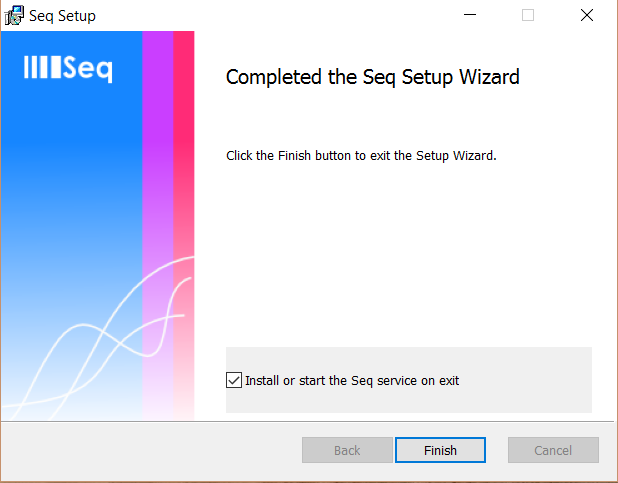 Seq Setup
Seq
Completed the Seq Setup Wizard
Click the Finish button to exit the Setup Wizard.
Install or start the Seq service on exit
Back
Finish
Cancel